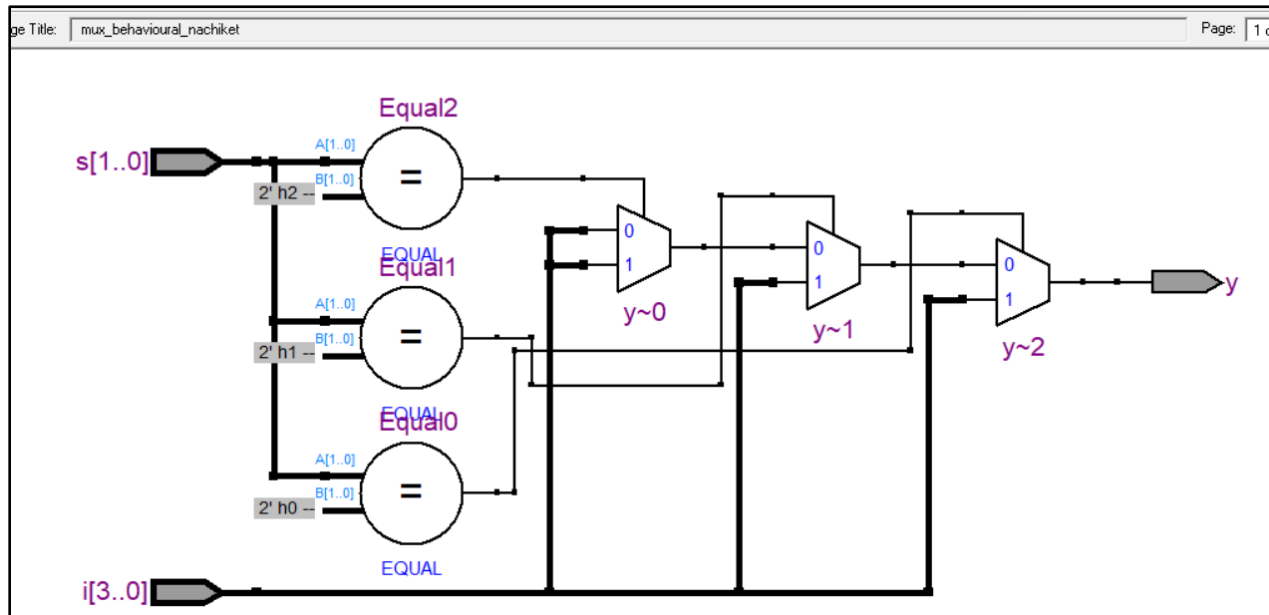 ge Title: mux_behavioural_nachiket Page: 1
Equal2
s[1..0]
A[1..0]
B[1..0]
2' h2 --
=
EQUAL
0
1
y~0
0
1
y~1
0
1
y~2
y
Equal1
A[1..0]
B[1..0]
2' h1 --
=
EQUAL
Equal0
A[1..0]
B[1..0]
2' h0 --
=
EQUAL
i[3..0]